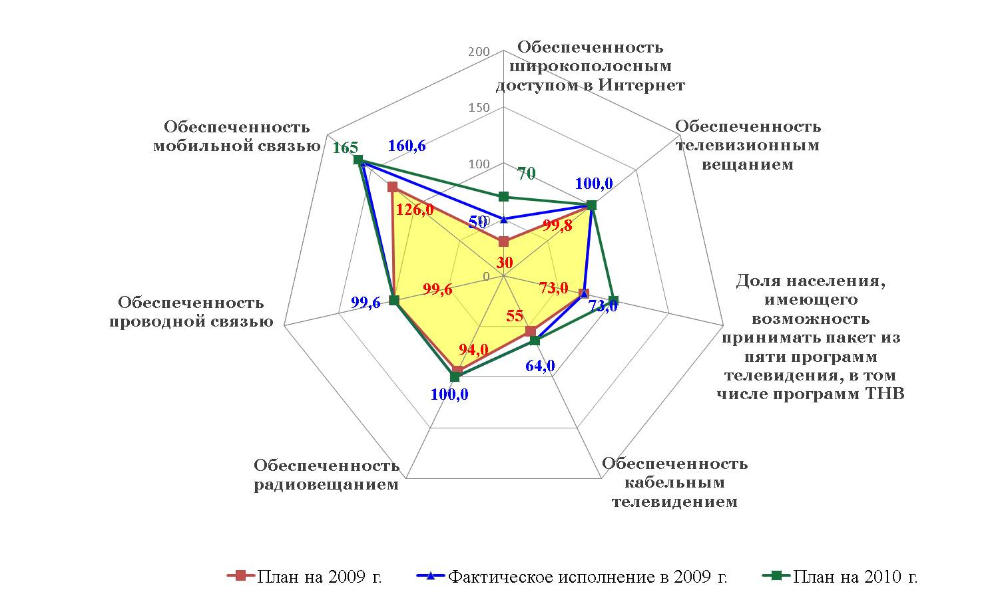 Обеспеченность
широкополосным
доступом в Интернет
200
150
100
50
0
Обеспеченность
телевизионным
вещанием
Доля населения,
имеющего
возможность
принимать пакет из
пяти программ
телевидения, в том
числе программ ТНВ
Обеспеченность
кабельным
телевидением
Обеспеченность
радиовещанием
Обеспеченность
проводной связью
Обеспеченность
мобильной связью
165
160,6
126,0
70
50
30
100,0
99,8
73,0
73,0
55
64,0
94,0
100,0
99,6
99,6
План на 2009 г.
Фактическое исполнение в 2009 г.
План на 2010 г.